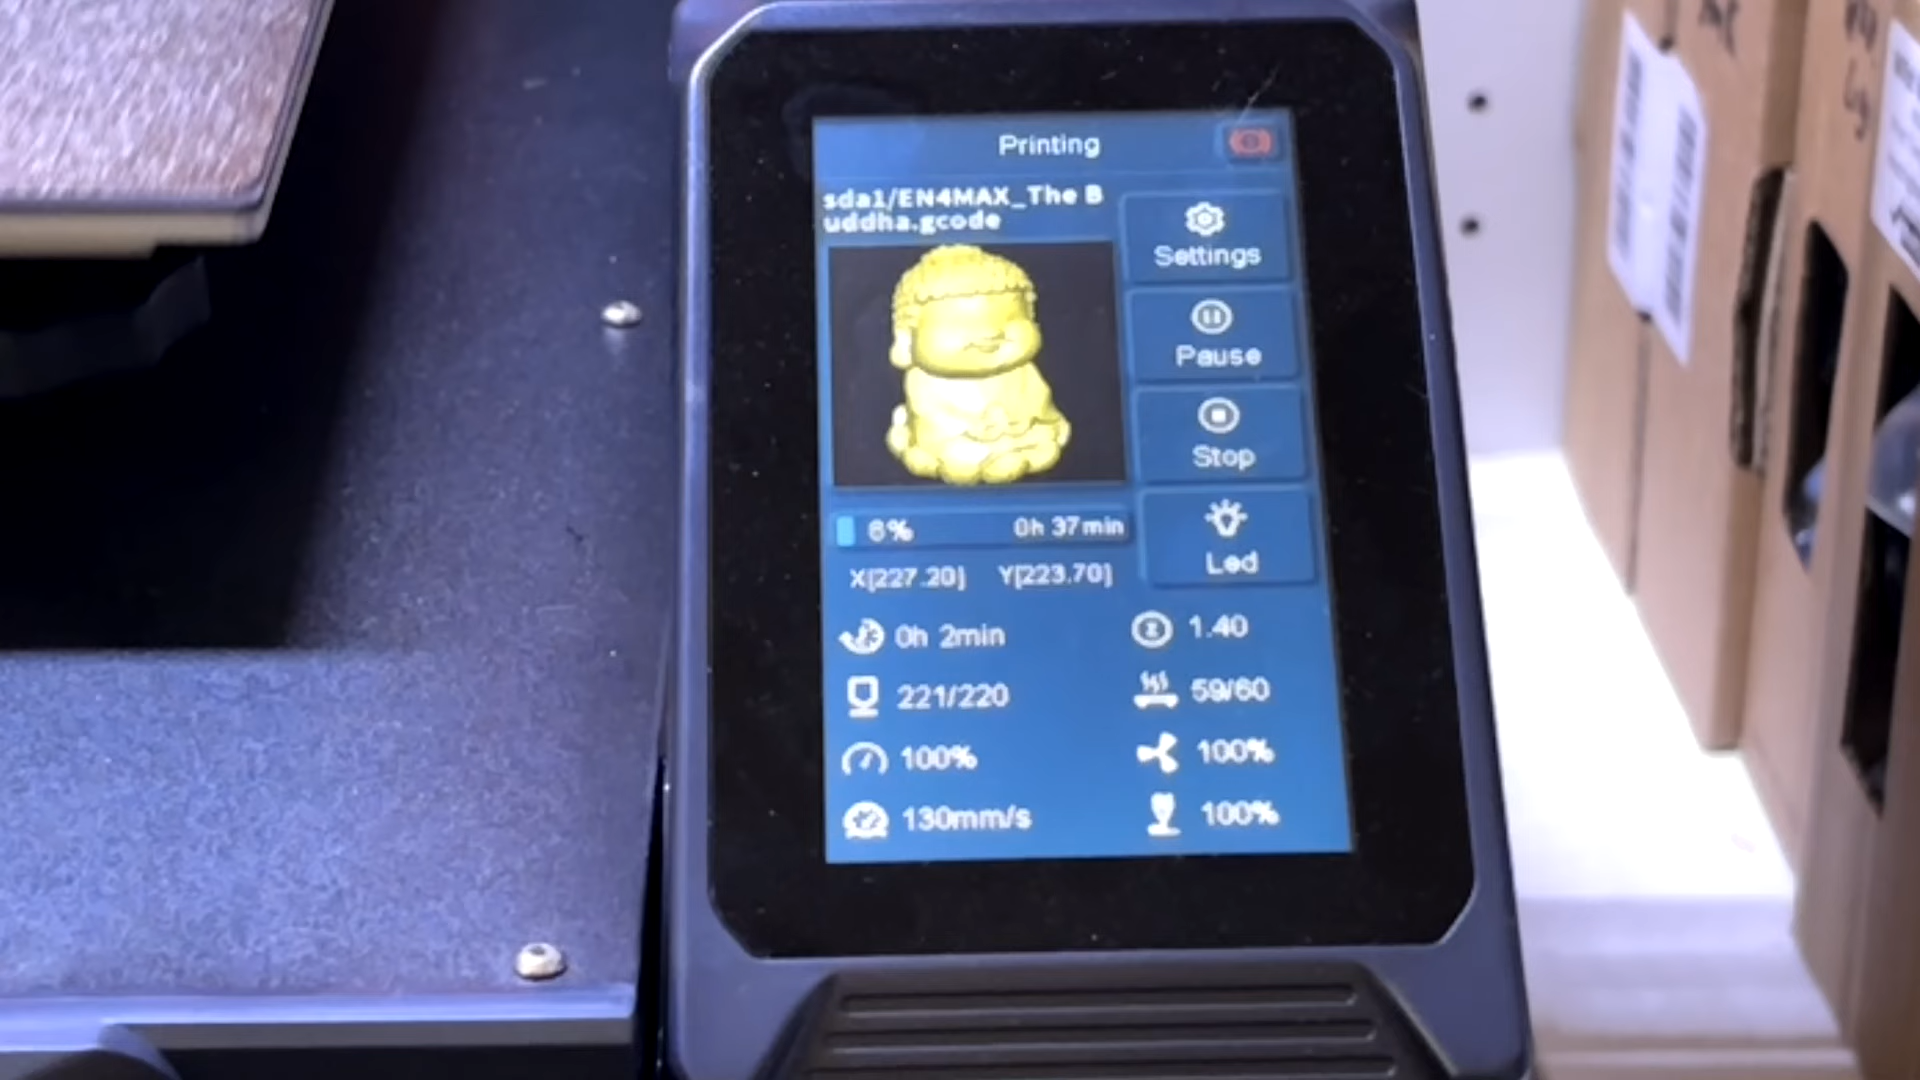 Printing
sda1/EN4MAX_The B
uddha.gcode
Settings
Pause
Stop
6% 0h 37min
Led
X[227.20] Y[223.70]
0h 2min 1.40
221/220 59/60
100% 100%
130mm/s 100%